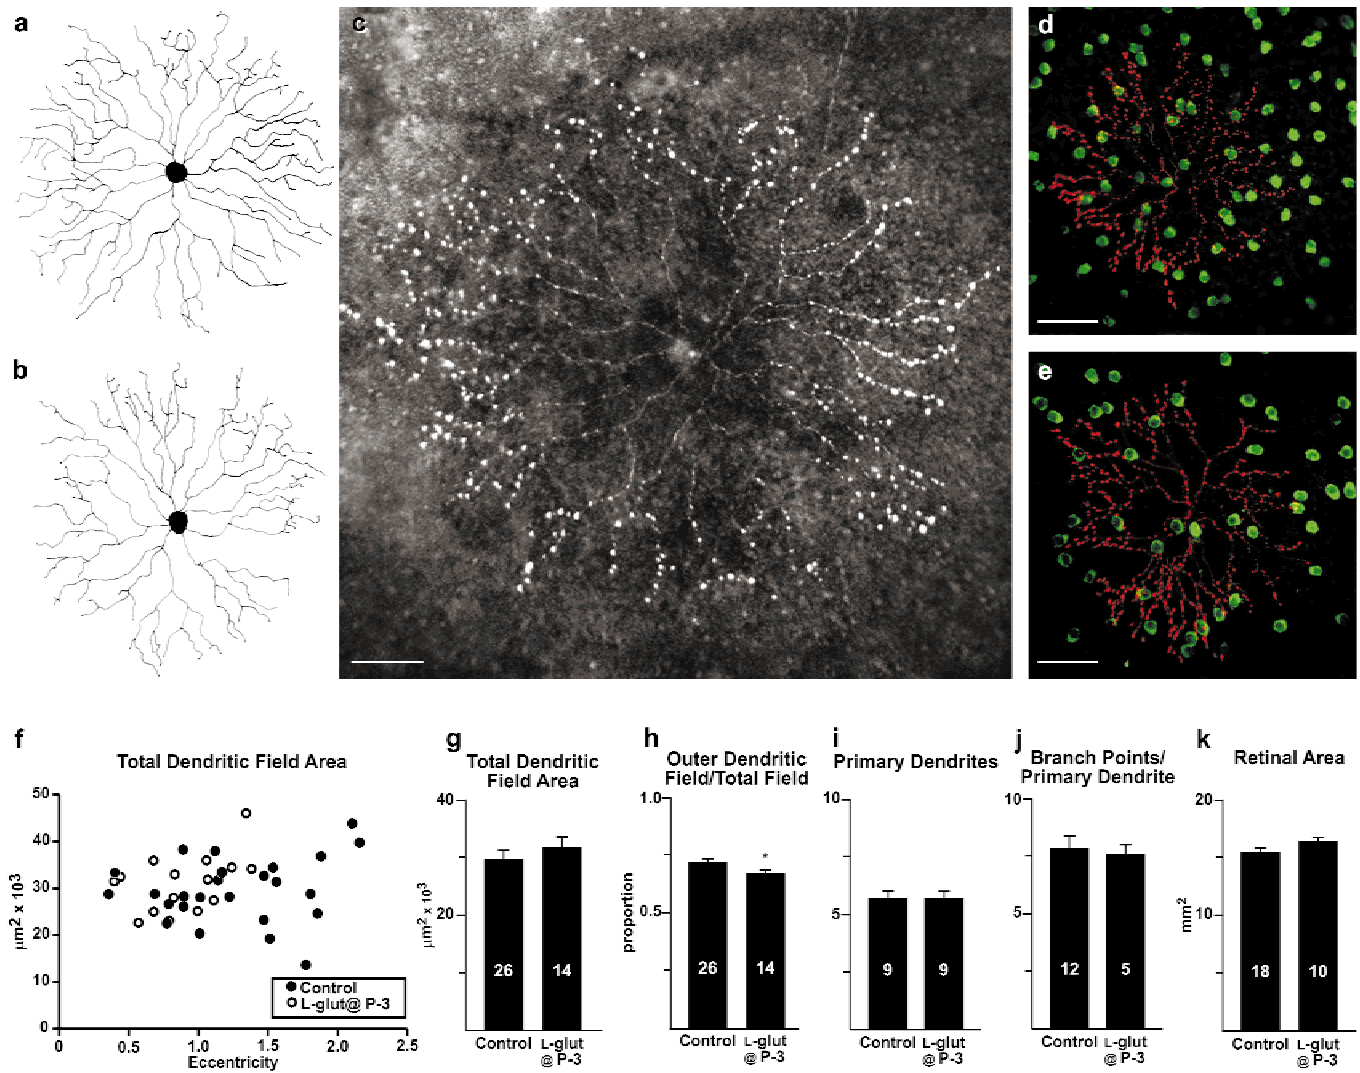 a
b
c
d
e
f
Total Dendritic Field Area
µm² x 10³
50
40
30
20
10
0
0
0.5
1.0
1.5
2.0
2.5
Eccentricity
Control
L-glut@ P-3
g
Total Dendritic
Field Area
µm² x 10³
40
20
26
14
Control
L-glut
@ P-3
h
Outer Dendritic
Field/Total Field
proportion
1.0
0.5
*
26
14
Control
L-glut
@ P-3
i
Primary Dendrites
10
5
9
9
Control
L-glut
@ P-3
j
Branch Points/
Primary Dendrite
10
5
12
5
Control
L-glut
@ P-3
k
Retinal Area
mm²
20
10
18
10
Control
L-glut
@ P-3